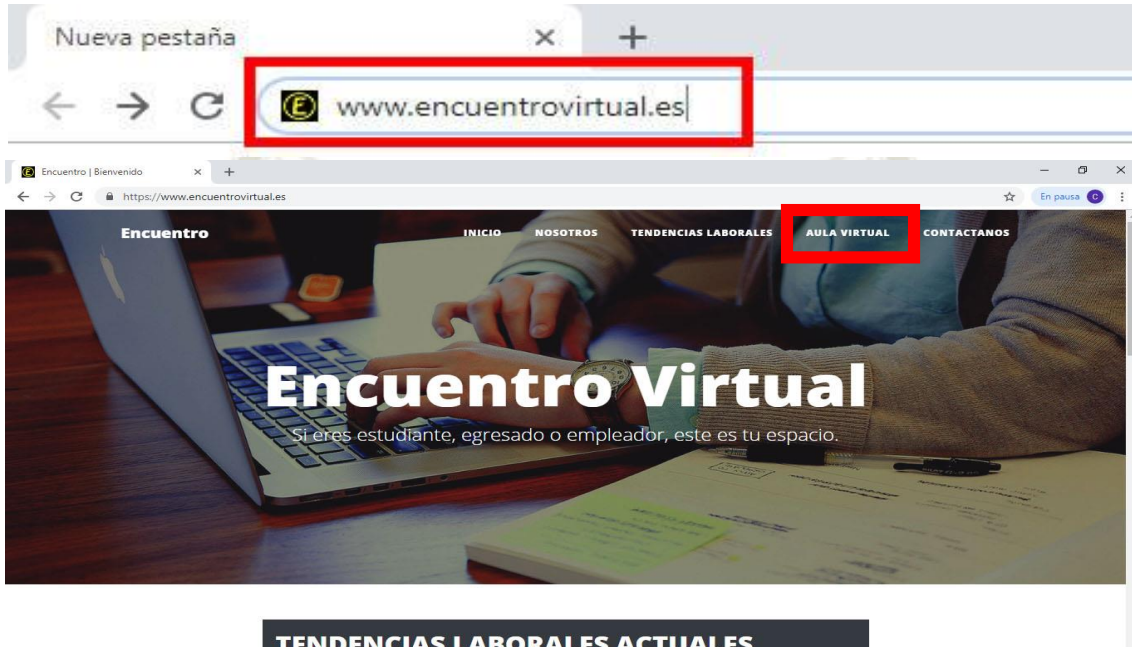 Nueva pestaña
www.encuentrovirtual.es
Encuentro | Bienvenido
https://www.encuentrovirtual.es
En pausa C
Encuentro INICIO NOSOTROS TENDENCIAS LABORALES AULA VIRTUAL CONTACTANOS
Encuentro Virtual
Si eres estudiante, egresado o empleador, este es tu espacio.
TENDENCIAS LABORALES ACTUALES